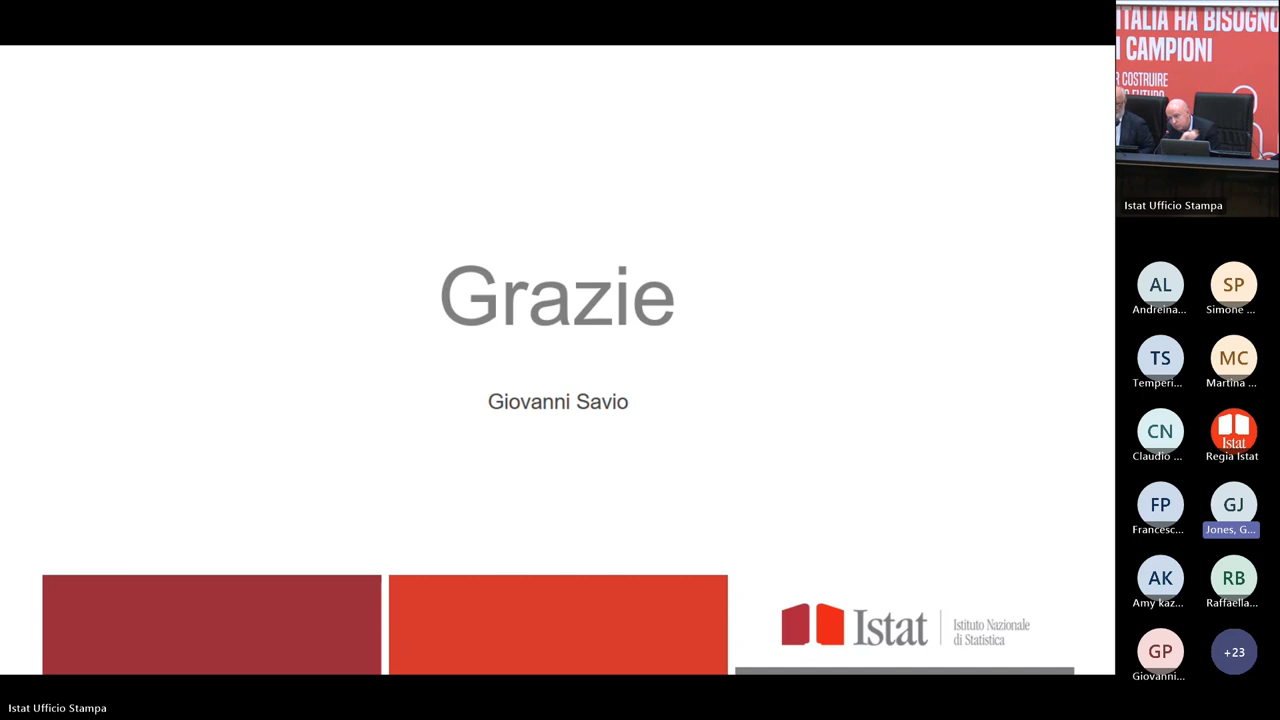 Grazie
Giovanni Savio
Istat
Istituto Nazionale
di Statistica
Istat Ufficio Stampa
ITALIA HA BISOGNO
I CAMPIONI
R COSTRUIRE
FUTURO
Istat Ufficio Stampa
AL
Andreina...
SP
Simone ...
TS
Temperi...
MC
Martina ...
CN
Claudio ...
Istat
Regia Istat
FP
Francesc...
GJ
Jones, G...
AK
Amy kaz...
RB
Raffaella...
GP
Giovanni...
+23